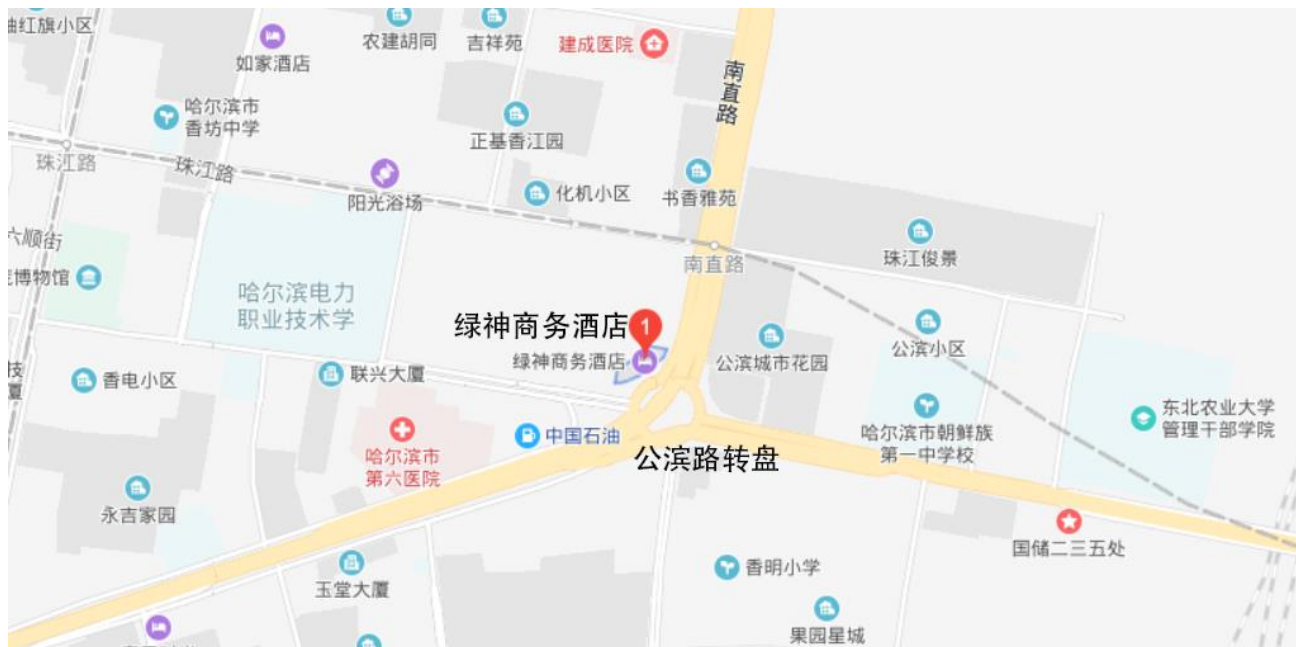 油红旗小区
农建胡同
吉祥苑
建成医院
如家酒店
南直路
哈尔滨市
香坊中学
正基香江园
珠江路
珠江路
阳光浴场
化机小区
书香雅苑
六顺街
南直路
珠江俊景
博物馆
哈尔滨电力
职业技术学
绿神商务酒店
1
绿神商务酒店
公滨城市花园
公滨小区
技
厦
香电小区
联兴大厦
中国石油
哈尔滨市
第六医院
公滨路转盘
哈尔滨市朝鲜族
第一中学校
东北农业大学
管理干部学院
永吉家园
国储二三五处
玉堂大厦
香明小学
果园星城